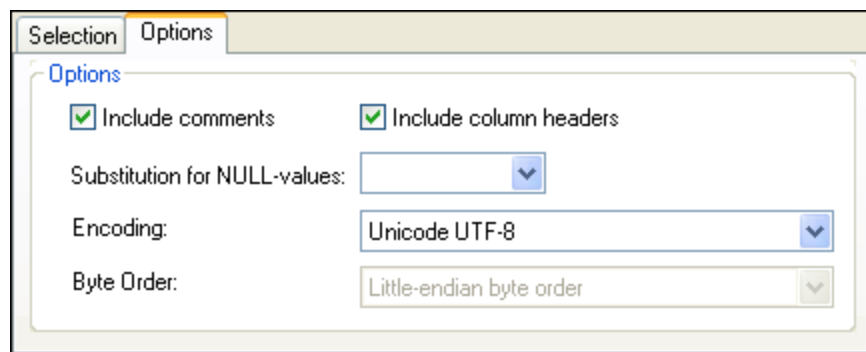 Selection Options
Options
Include comments Include column headers
Substitution for NULL-values:
Encoding: Unicode UTF-8
Byte Order: Little-endian byte order